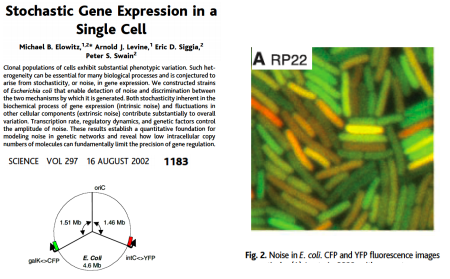 Stochastic Gene Expression in a
Single Cell
Michael B. Elowitz,1,2* Arnold J. Levine,1 Eric D. Siggia,2
Peter S. Swain2
Clonal populations of cells exhibit substantial phenotypic variation. Such het-
erogeneity can be essential for many biological processes and is conjectured to
arise from stochasticity, or noise, in gene expression. We constructed strains
of Escherichia coli that enable detection of noise and discrimination between
the two mechanisms by which it is generated. Both stochasticity inherent in the
biochemical process of gene expression (intrinsic noise) and fluctuations in
other cellular components (extrinsic noise) contribute substantially to overall
variation. Transcription rate, regulatory dynamics, and genetic factors control
the amplitude of noise. These results establish a quantitative foundation for
modeling noise in genetic networks and reveal how low intracellular copy
numbers of molecules can fundamentally limit the precision of gene regulation.
SCIENCE VOL 297 16 AUGUST 2002 1183
oriC
1.51 Mb
1.46 Mb
galK<>CFP
E. Coli
4.6 Mb
intC<>YFP
A RP22
Fig. 2. Noise in E. coli. CFP and YFP fluorescence images